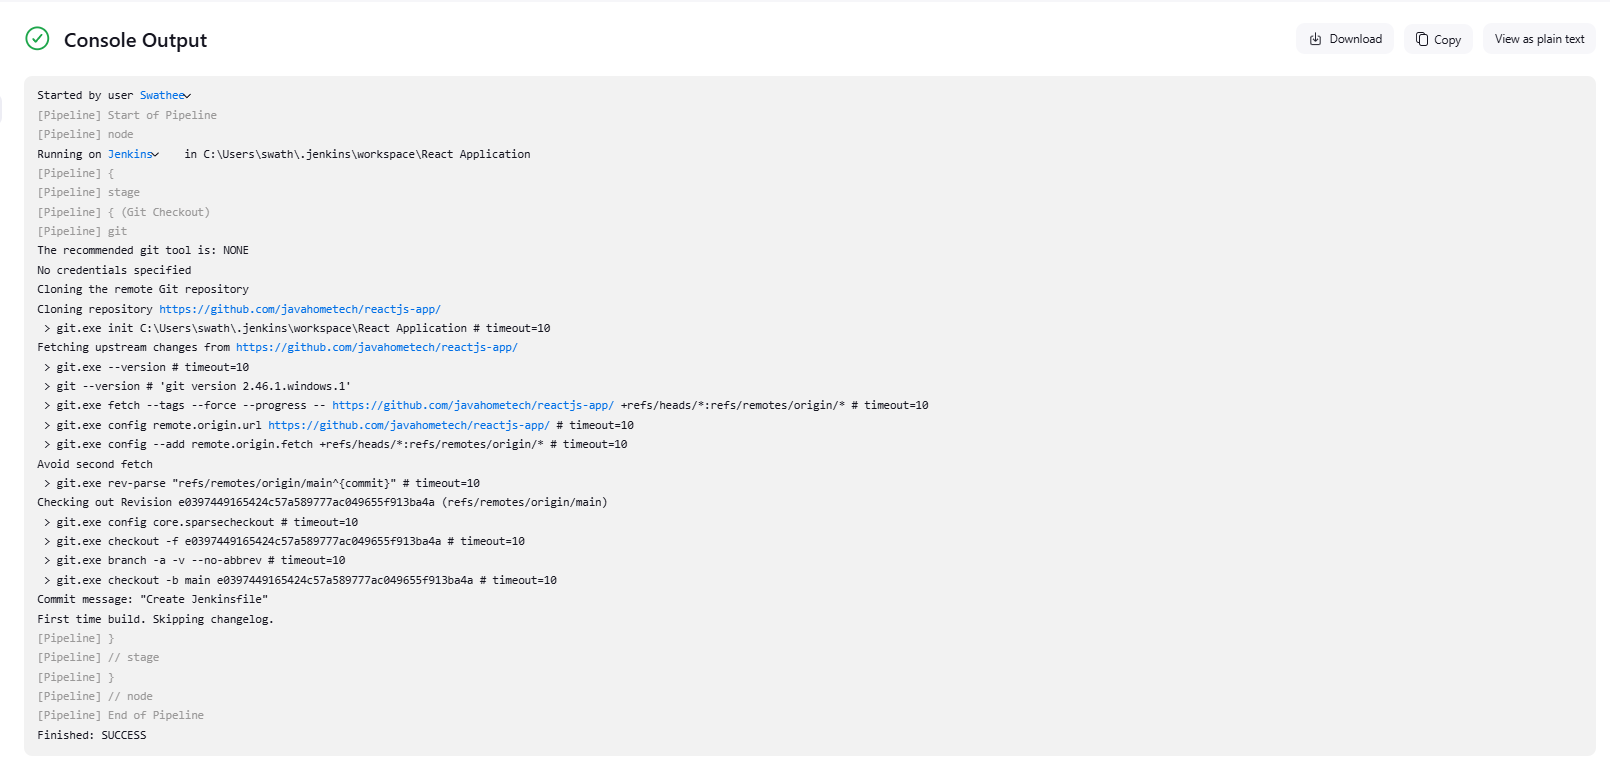 Console Output
Download
Copy
View as plain text
Started by user Swathee
[Pipeline] Start of Pipeline
[Pipeline] node
Running on Jenkins in C:\Users\swath\.jenkins\workspace\React Application
[Pipeline] {
[Pipeline] stage
[Pipeline] { (Git Checkout)
[Pipeline] git
The recommended git tool is: NONE
No credentials specified
Cloning the remote Git repository
Cloning repository https://github.com/javahometech/reactjs-app/
> git.exe init C:\Users\swath\.jenkins\workspace\React Application # timeout=10
Fetching upstream changes from https://github.com/javahometech/reactjs-app/
> git.exe --version # timeout=10
> git --version # 'git version 2.46.1.windows.1'
> git.exe fetch --tags --force --progress -- https://github.com/javahometech/reactjs-app/ +refs/heads/*:refs/remotes/origin/* # timeout=10
> git.exe config remote.origin.url https://github.com/javahometech/reactjs-app/ # timeout=10
> git.exe config --add remote.origin.fetch +refs/heads/*:refs/remotes/origin/* # timeout=10
Avoid second fetch
> git.exe rev-parse "refs/remotes/origin/main^{commit}" # timeout=10
Checking out Revision e0397449165424c57a589777ac049655f913ba4a (refs/remotes/origin/main)
> git.exe config core.sparsecheckout # timeout=10
> git.exe checkout -f e0397449165424c57a589777ac049655f913ba4a # timeout=10
> git.exe branch -a -v --no-abbrev # timeout=10
> git.exe checkout -b main e0397449165424c57a589777ac049655f913ba4a # timeout=10
Commit message: "Create Jenkinsfile"
First time build. Skipping changelog.
[Pipeline] }
[Pipeline] // stage
[Pipeline] }
[Pipeline] // node
[Pipeline] End of Pipeline
Finished: SUCCESS